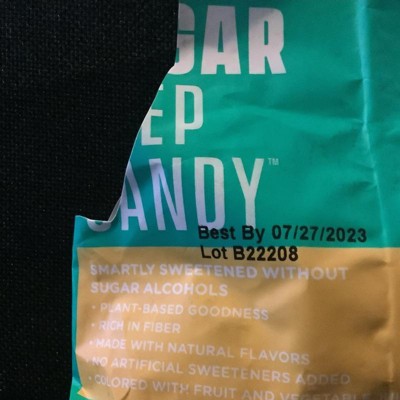 GAR
EP
ANDY™
Best By 07/27/2023
Lot B22208
SMARTLY SWEETENED WITHOUT
SUGAR ALCOHOLS
• PLANT-BASED GOODNESS
• RICH IN FIBER
• MADE WITH NATURAL FLAVORS
• NO ARTIFICIAL SWEETENERS ADDED
• COLORED WITH FRUIT AND VEGETABLE